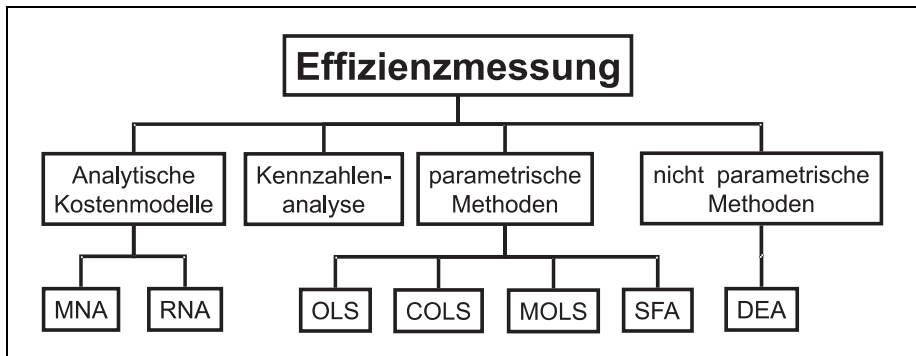 Effizienzmessung
Analytische
Kostenmodelle
Kennzahlen-
analyse
parametrische
Methoden
nicht parametrische
Methoden
MNA
RNA
OLS
COLS
MOLS
SFA
DEA